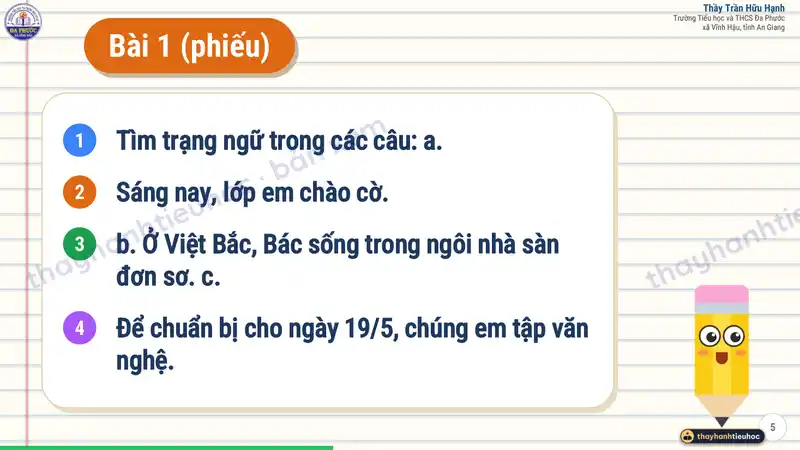 ĐA PHƯỚC
Thầy Trần Hữu Hạnh
Trường Tiểu học và THCS Đa Phước
xã Vĩnh Hậu, tỉnh An Giang
Bài 1 (phiếu)
1 Tìm trạng ngữ trong các câu: a.
2 Sáng nay, lớp em chào cờ.
3 b. Ở Việt Bắc, Bác sống trong ngôi nhà sàn
đơn sơ. c.
4 Để chuẩn bị cho ngày 19/5, chúng em tập văn
nghệ.
thayhanhtieuhoc
5